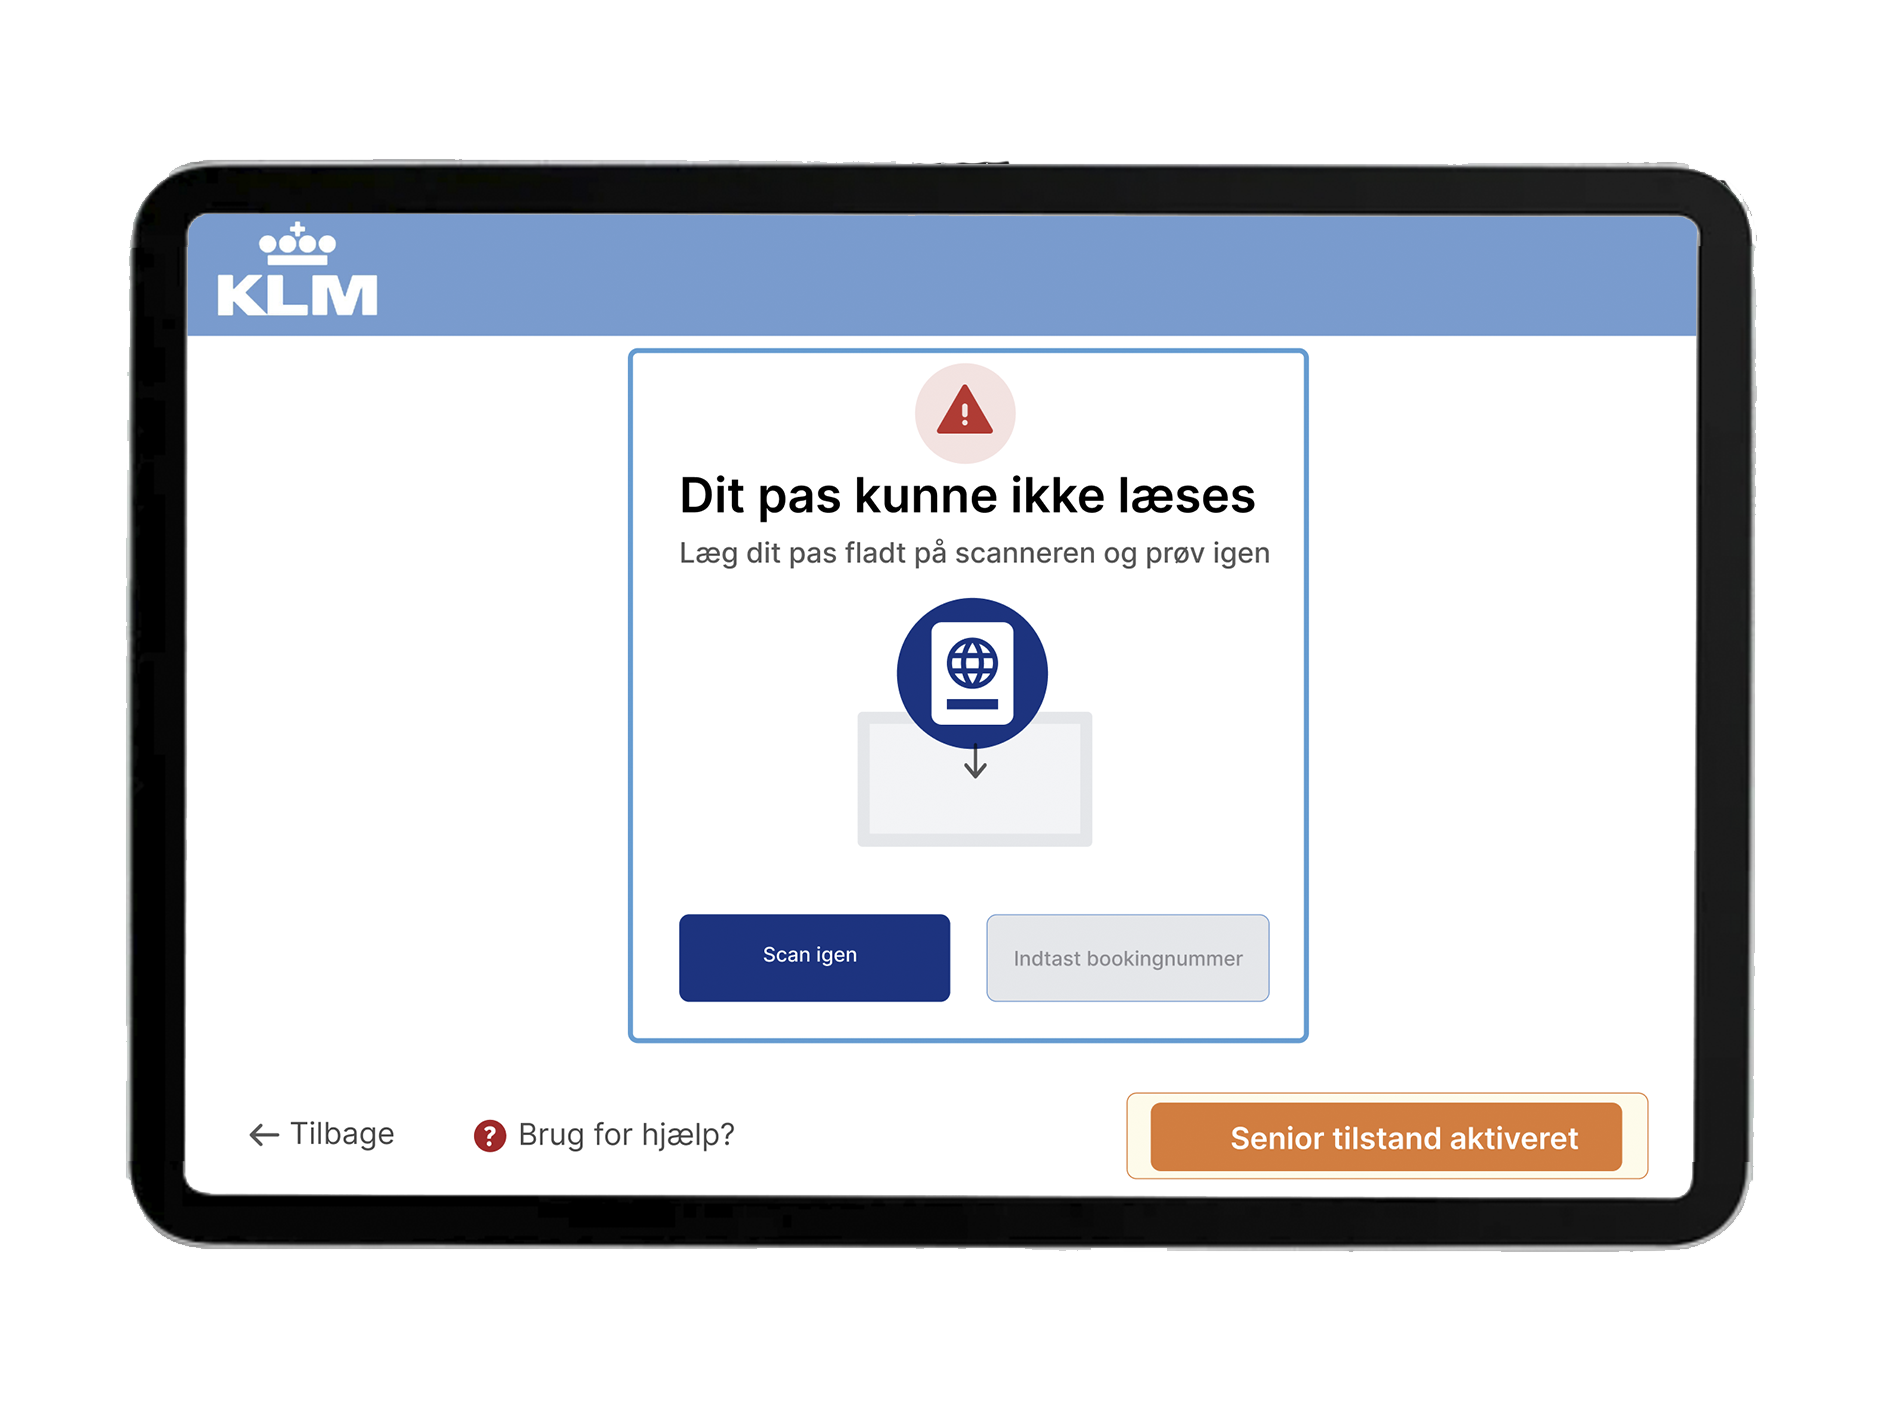 KLM
Dit pas kunne ikke læses
Læg dit pas fladt på scanneren og prøv igen
Scan igen
Indtast bookingnummer
Tilbage
Brug for hjælp?
Senior tilstand aktiveret